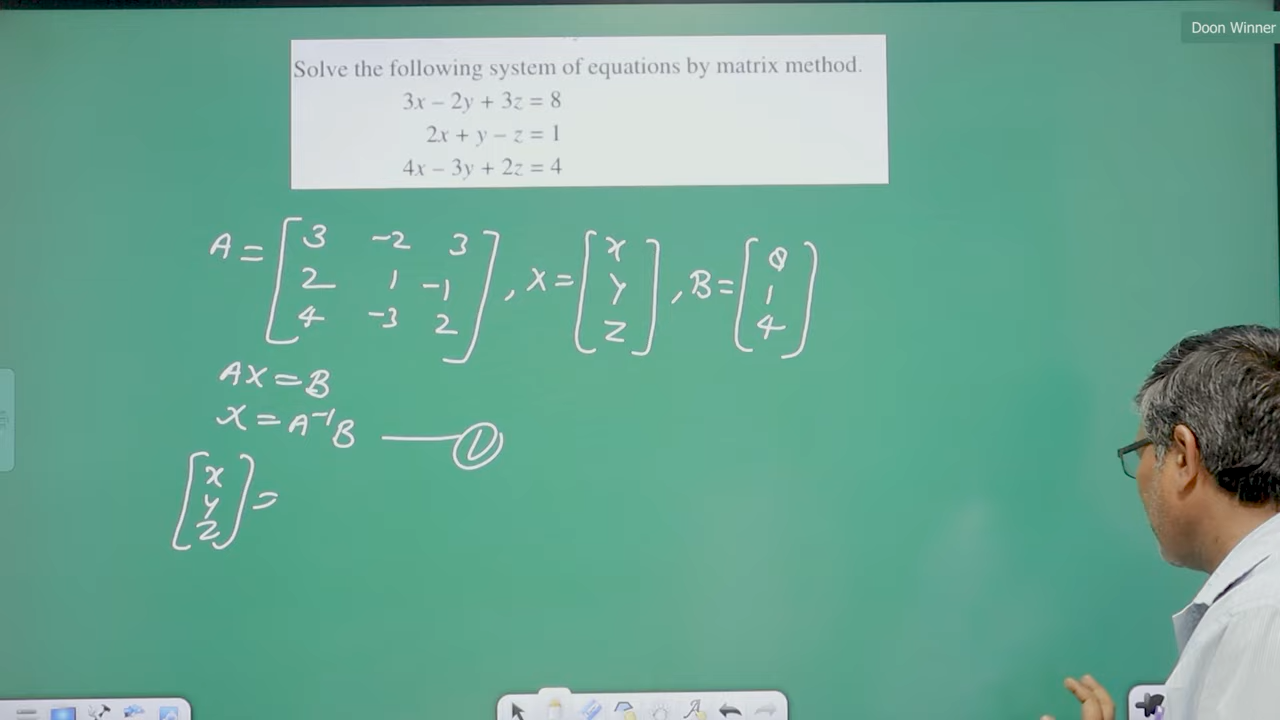 Doon Winner
Solve the following system of equations by matrix method.
3x – 2y + 3z = 8
2x + y – z = 1
4x – 3y + 2z = 4
A = [3 -2 3
2 1 -1
4 -3 2], X = [x
y
z], B = [8
1
4]
AX = B
X = A⁻¹B —— ①
[x
y
z] =